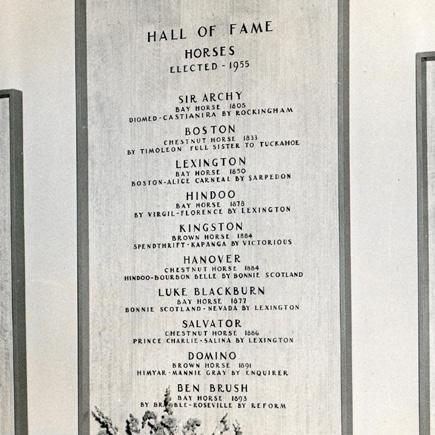 HALL OF FAME
HORSES
ELECTED - 1955
SIR ARCHY
BAY HORSE 1805
DIOMED-CASTIANIRA BY ROCKINGHAM
BOSTON
CHESTNUT HORSE 1833
BY TIMOLEON FULL SISTER TO TUCKAHOE
LEXINGTON
BAY HORSE 1850
BOSTON-ALICE CARNEAL BY SARPEDON
HINDOO
BAY HORSE 1878
BY VIRGIL-FLORENCE BY LEXINGTON
KINGSTON
BROWN HORSE 1884
SPENDTHRIFT-KAPANGA BY VICTORIOUS
HANOVER
CHESTNUT HORSE 1884
HINDOO-BOURBON BELLE BY BONNIE SCOTLAND
LUKE BLACKBURN
BAY HORSE 1877
BONNIE SCOTLAND-NEVADA BY LEXINGTON
SALVATOR
CHESTNUT HORSE 1886
PRINCE CHARLIE-SALINA BY LEXINGTON
DOMINO
BROWN HORSE 1891
HIMYAR-MANNIE GRAY BY ENQUIRER
BEN BRUSH
BAY HORSE 1893
BY BRAMBLE-ROSEVILLE BY REFORM